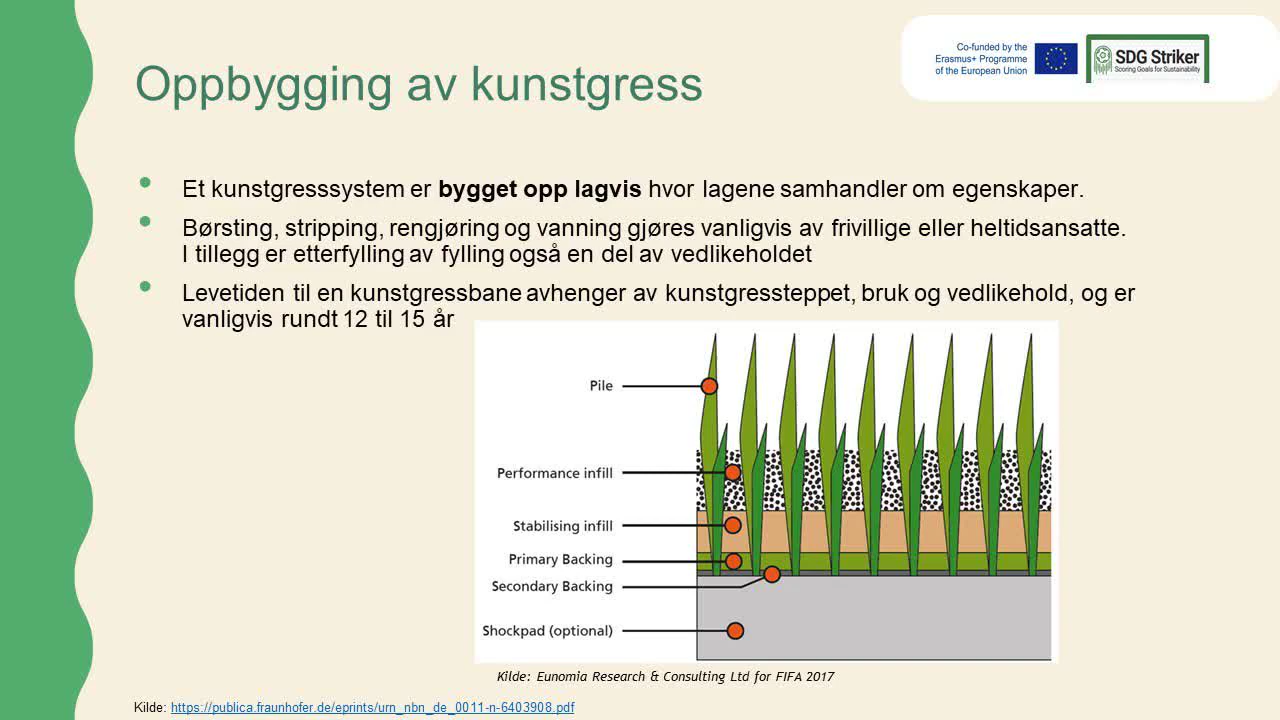 Co-funded by the
Erasmus+ Programme
of the European Union
SDG Striker
Scoring Goals for Sustainability
Oppbygging av kunstgress
• Et kunstgresssystem er bygget opp lagvis hvor lagene samhandler om egenskaper.
• Børsting, stripping, rengjøring og vanning gjøres vanligvis av frivillige eller heltidsansatte.
I tillegg er etterfylling av fylling også en del av vedlikeholdet
• Levetiden til en kunstgressbane avhenger av kunstgressteppet, bruk og vedlikehold, og er
vanligvis rundt 12 til 15 år
Pile
Performance infill
Stabilising infill
Primary Backing
Secondary Backing
Shockpad (optional)
Kilde: Eunomia Research & Consulting Ltd for FIFA 2017
Kilde: https://publica.fraunhofer.de/eprints/urn_nbn_de_0011-n-6403908.pdf